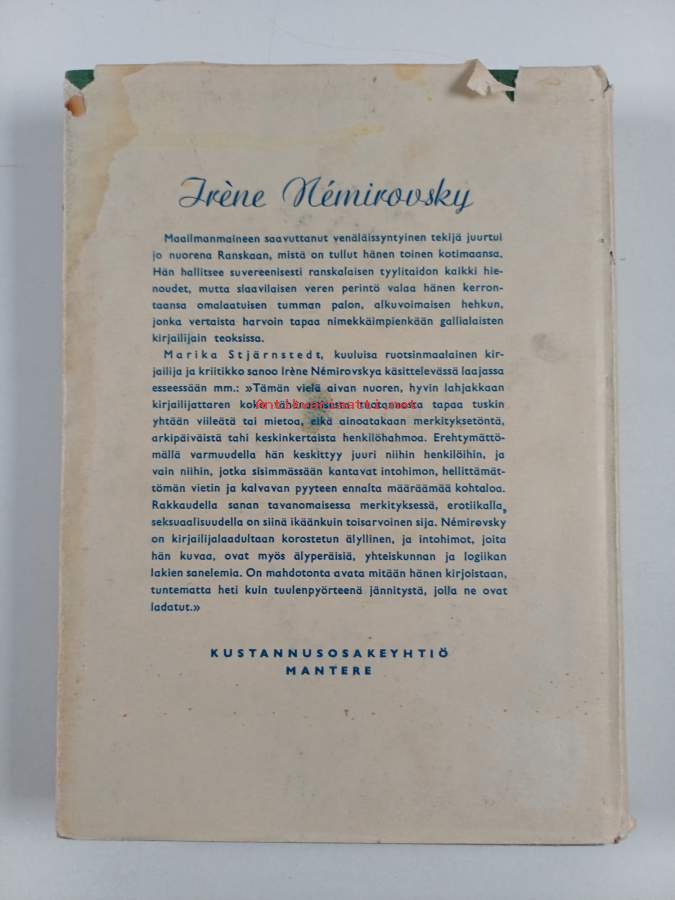 Irène Némirovsky
Maailmanmaineen saavuttanut venäläissyntyinen tekijä juurtui
jo nuorena Ranskaan, mistä on tullut hänen toinen kotimaansa.
Hän hallitsee suvereenisesti ranskalaisen tyylitaidon kaikki hie-
noudet, mutta slaavilaisen veren perintö valaa hänen kerron-
taansa omalaatuisen tumman palon, alkuvoimaisen hehkun,
jonka vertaista harvoin tapaa nimekkäimpienkään gallialaisten
kirjailijain teoksissa.
Marika Stjärnstedt, kuuluisa ruotsinmaalainen kir-
jailija ja kriitikko sanoo Irène Némirovskya käsittelevässä laajassa
esseessään mm.: »Tämän vielä aivan nuoren, hyvin lahjakkaan
kirjailijattaren koko tähänastisesta tuotannosta tapaa tuskin
Antikvariaatti.net
yhtään viileätä tai mietoa, eikä ainoatakaan merkityksetöntä,
arkipäiväistä tahi keskinkertaista henkilöhahmoa. Erehtymättö-
mällä varmuudella hän keskittyy juuri niihin henkilöihin, ja
vain niihin, jotka sisimmässään kantavat intohimon, hellittämät-
tömän vietin ja kalvavan pyyteen ennalta määräämää kohtaloa.
Rakkaudella sanan tavanomaisessa merkityksessä, erotiikalla,
seksuaalisuudella on siinä ikäänkuin toisarvoinen sija. Némirovsky
on kirjailijalaadultaan korostetun älyllinen, ja intohimot, joita
hän kuvaa, ovat myös älyperäisiä, yhteiskunnan ja logiikan
lakien sanelemia. On mahdotonta avata mitään hänen kirjoistaan,
tuntematta heti kuin tuulenpyörteenä jännitystä, jolla ne ovat
ladatut.»
KUSTANNUSOSAKEYHTIÖ
MANTERE